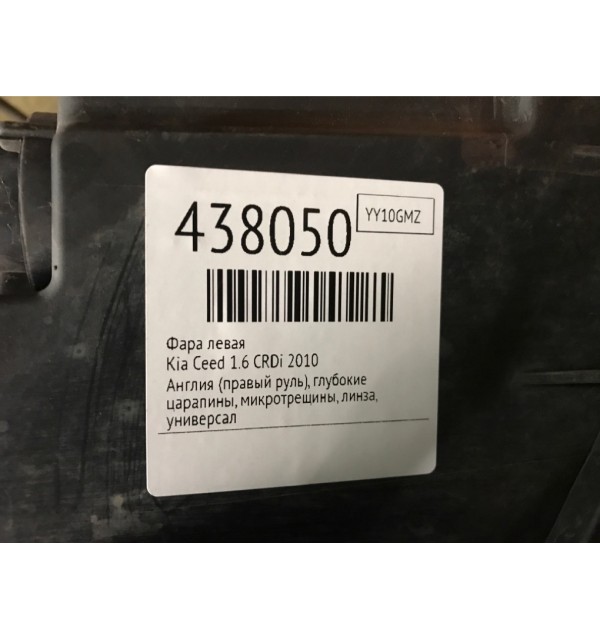 438050
YY10GMZ
Фара левая
Kia Ceed 1.6 CRDi 2010
Англия (правый руль), глубокие
царапины, микротрещины, линза,
универсал